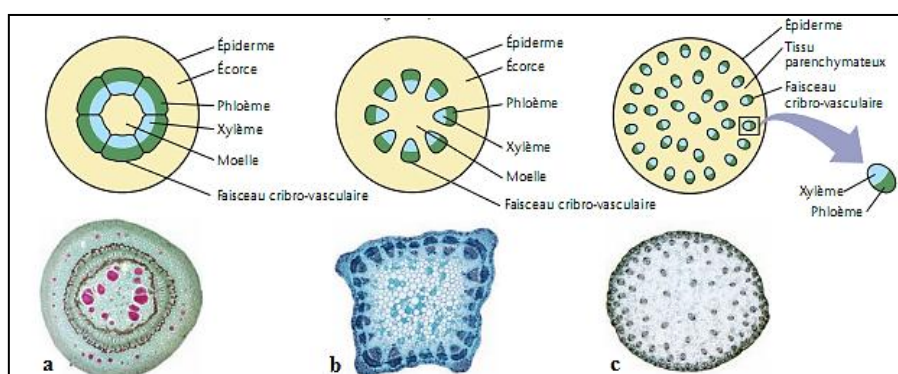 Épiderme
Écorce
Phloème
Xylème
Moelle
Faisceau cribro-vasculaire
Épiderme
Écorce
Phloème
Xylème
Moelle
Faisceau cribro-vasculaire
Épiderme
Tissu
parenchymateux
Faisceau
cribro-vasculaire
Xylème
Phloème
a
b
c